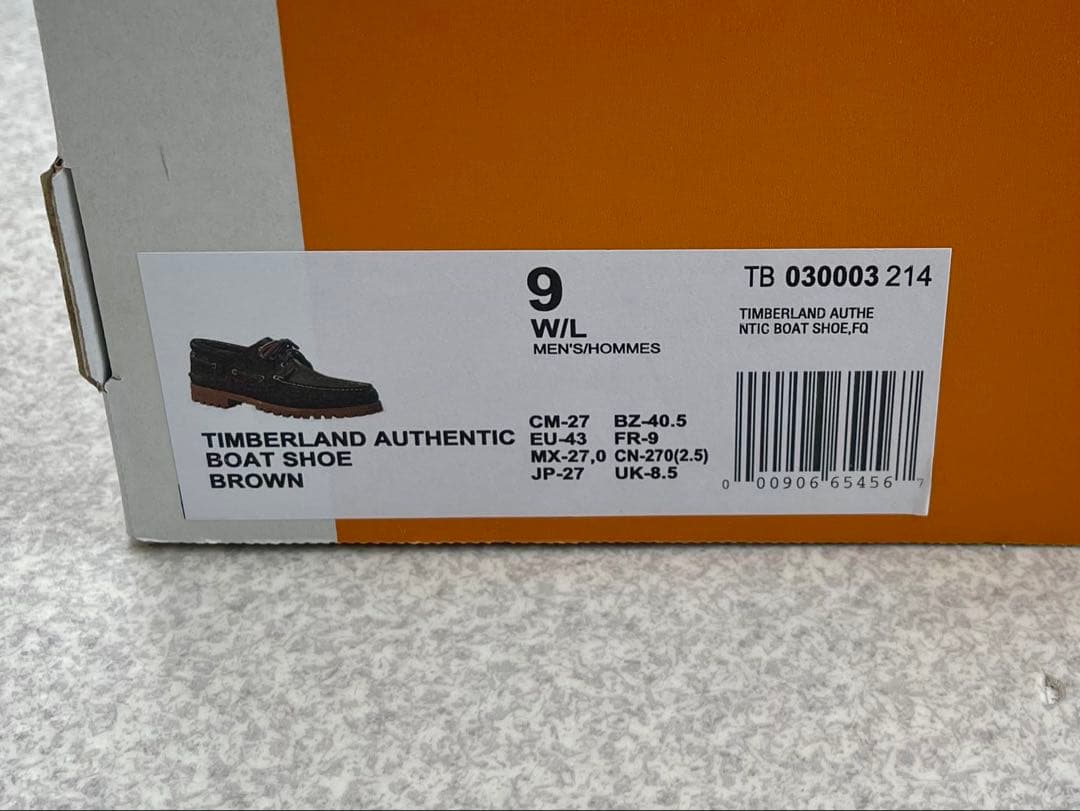 9
W/L
MEN'S/HOMMES
TB 030003 214
TIMBERLAND AUTHE
NTIC BOAT SHOE,FQ
TIMBERLAND AUTHENTIC
BOAT SHOE
BROWN
CM-27 BZ-40.5
EU-43 FR-9
MX-27,0 CN-270(2.5)
JP-27 UK-8.5
0 00906 65456 7